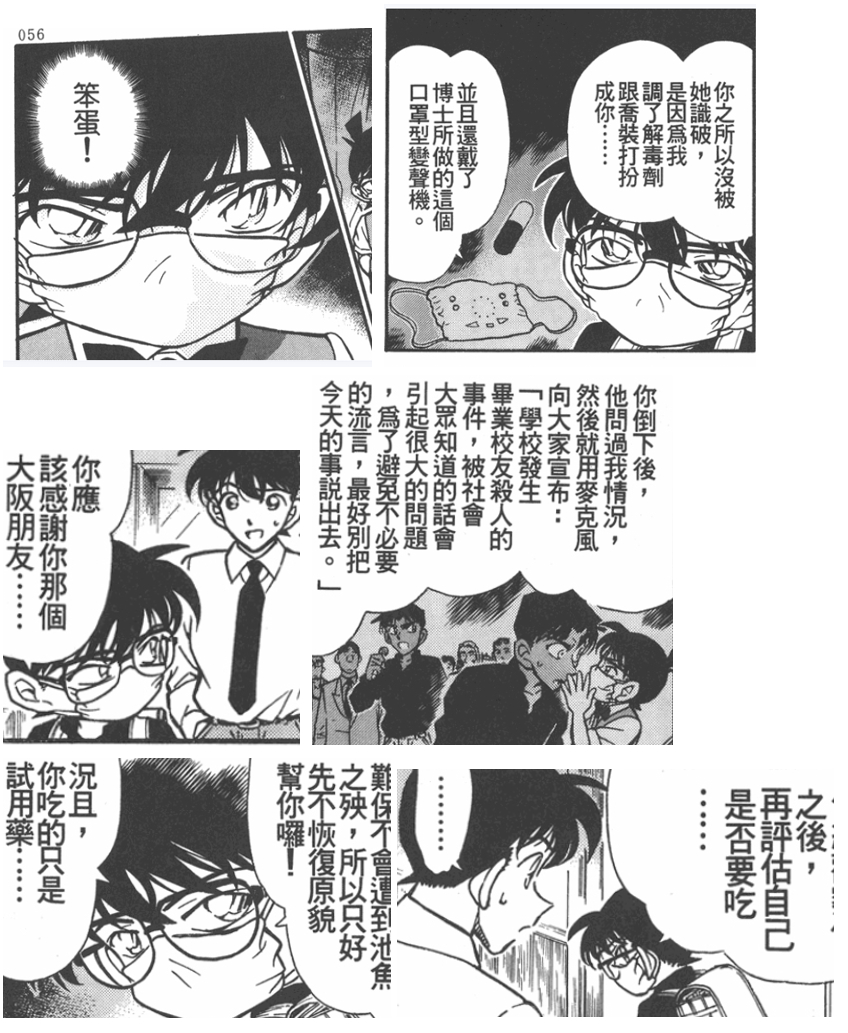 056
笨蛋！
你之所以沒被
她識破，
是因為我
調了解毒劑
跟喬裝打扮
成你……
並且還戴了
博士所做的這個
口罩型變聲機。
你倒下後，
他問過我情況，
然後就用麥克風
向大家宣布：
「學校發生
畢業校友殺人的
事件，被社會
大眾知道的話會
引起很大的問題
，為了避免不必要
的流言，最好別把
今天的事說出去。」
你應
該感謝你那個
大阪朋友……
難保不會遭到池魚
之殃，所以只好
先不恢復原貌
幫你囉！
況且，
你吃的只是
試用藥……
之後，
再評估自己
是否要吃
……
………